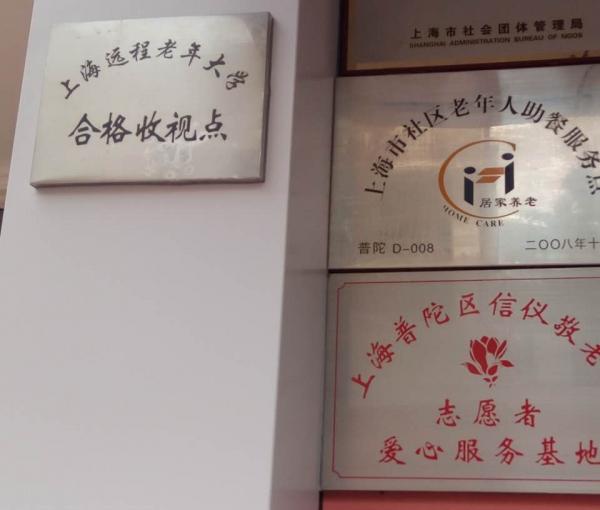 上海远程老年大学
合格收视点
上海市社会团体管理局
SHANGHAI ADMINISTRATION BUREAU OF NGOS
上海市社区老年人助餐服务点
居家养老
HOME CARE
普陀 D-008
二〇〇八年十
上海普陀区信仪敬老
志愿者
爱心服务基地